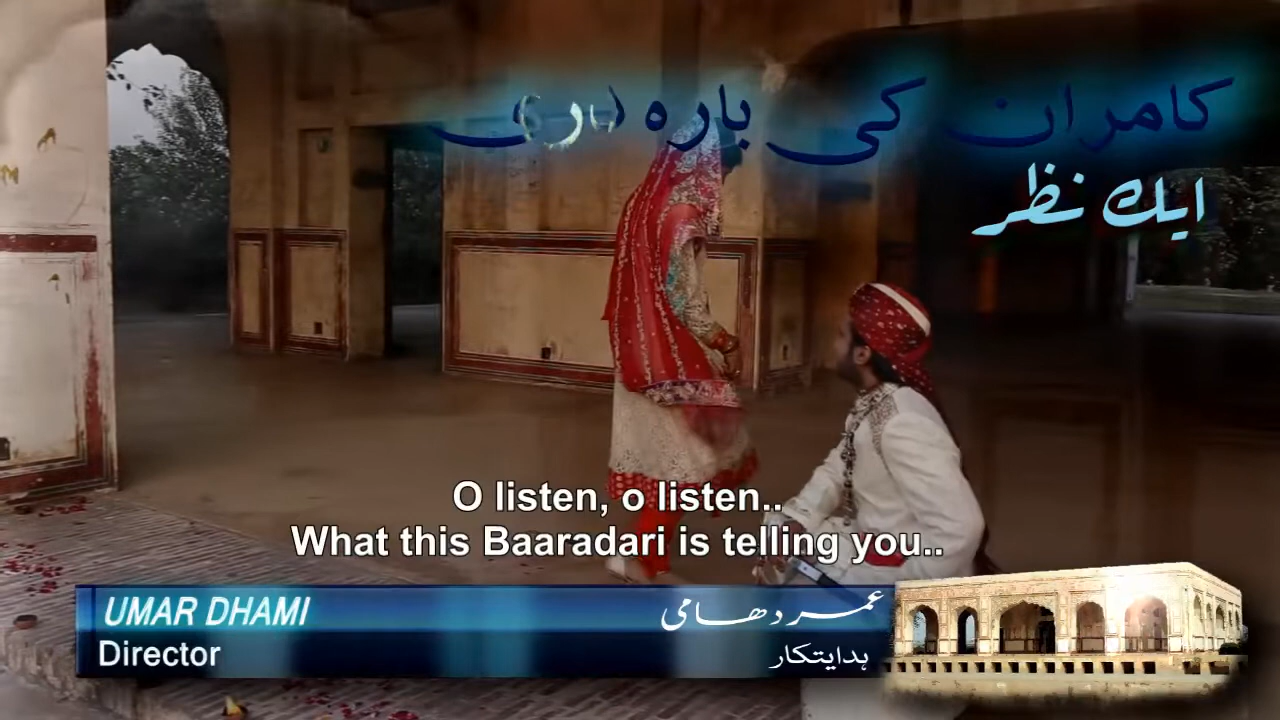 کامران کی بارہ دری
ایک نظر
O listen, o listen..
What this Baaradari is telling you..
UMAR DHAMI
عمر دھامی
Director
ہدایتکار